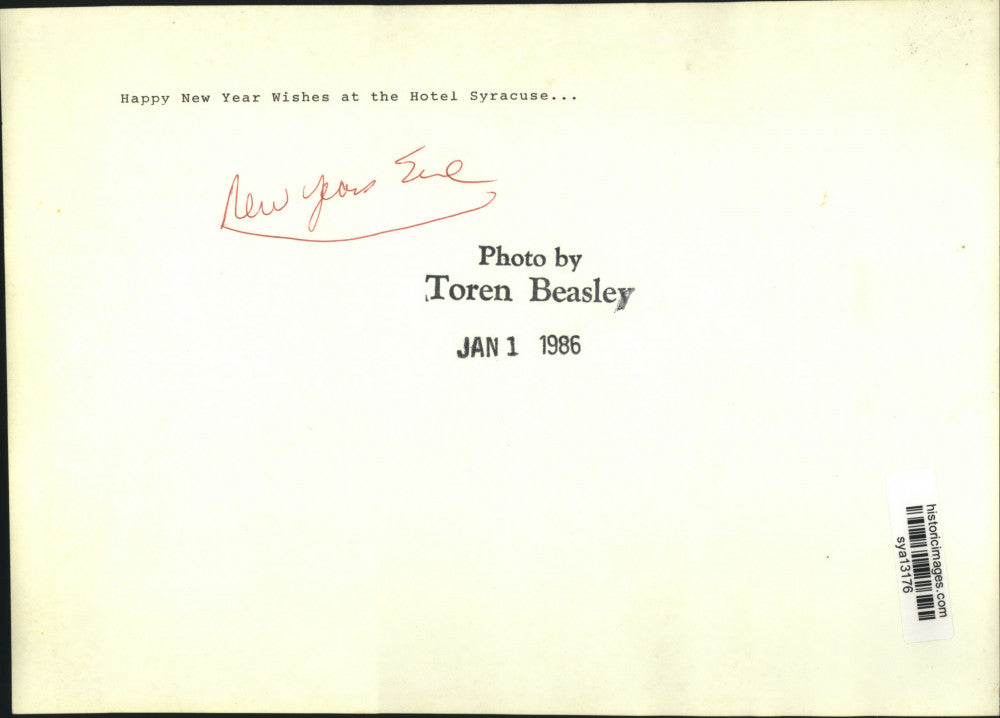 Happy New Year Wishes at the Hotel Syracuse...
New Years Eve
Photo by
Toren Beasley
JAN 1 1986
historicimages.com
sya13176